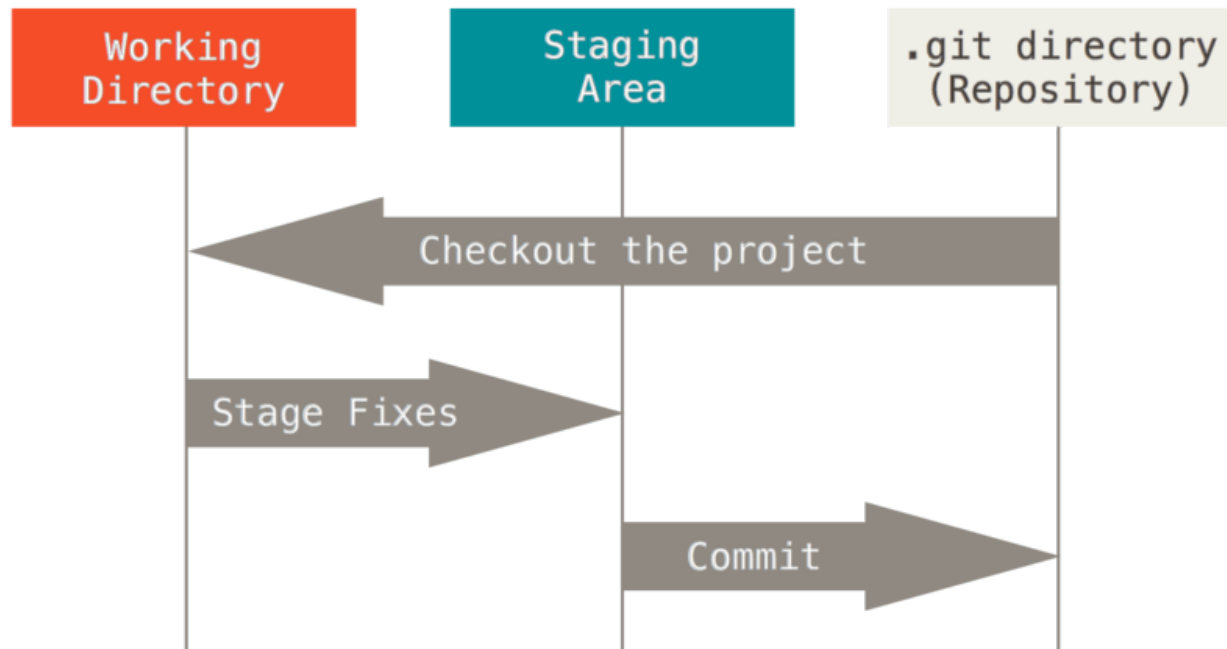 Working
Directory
Staging
Area
.git directory
(Repository)
Checkout the project
Stage Fixes
Commit